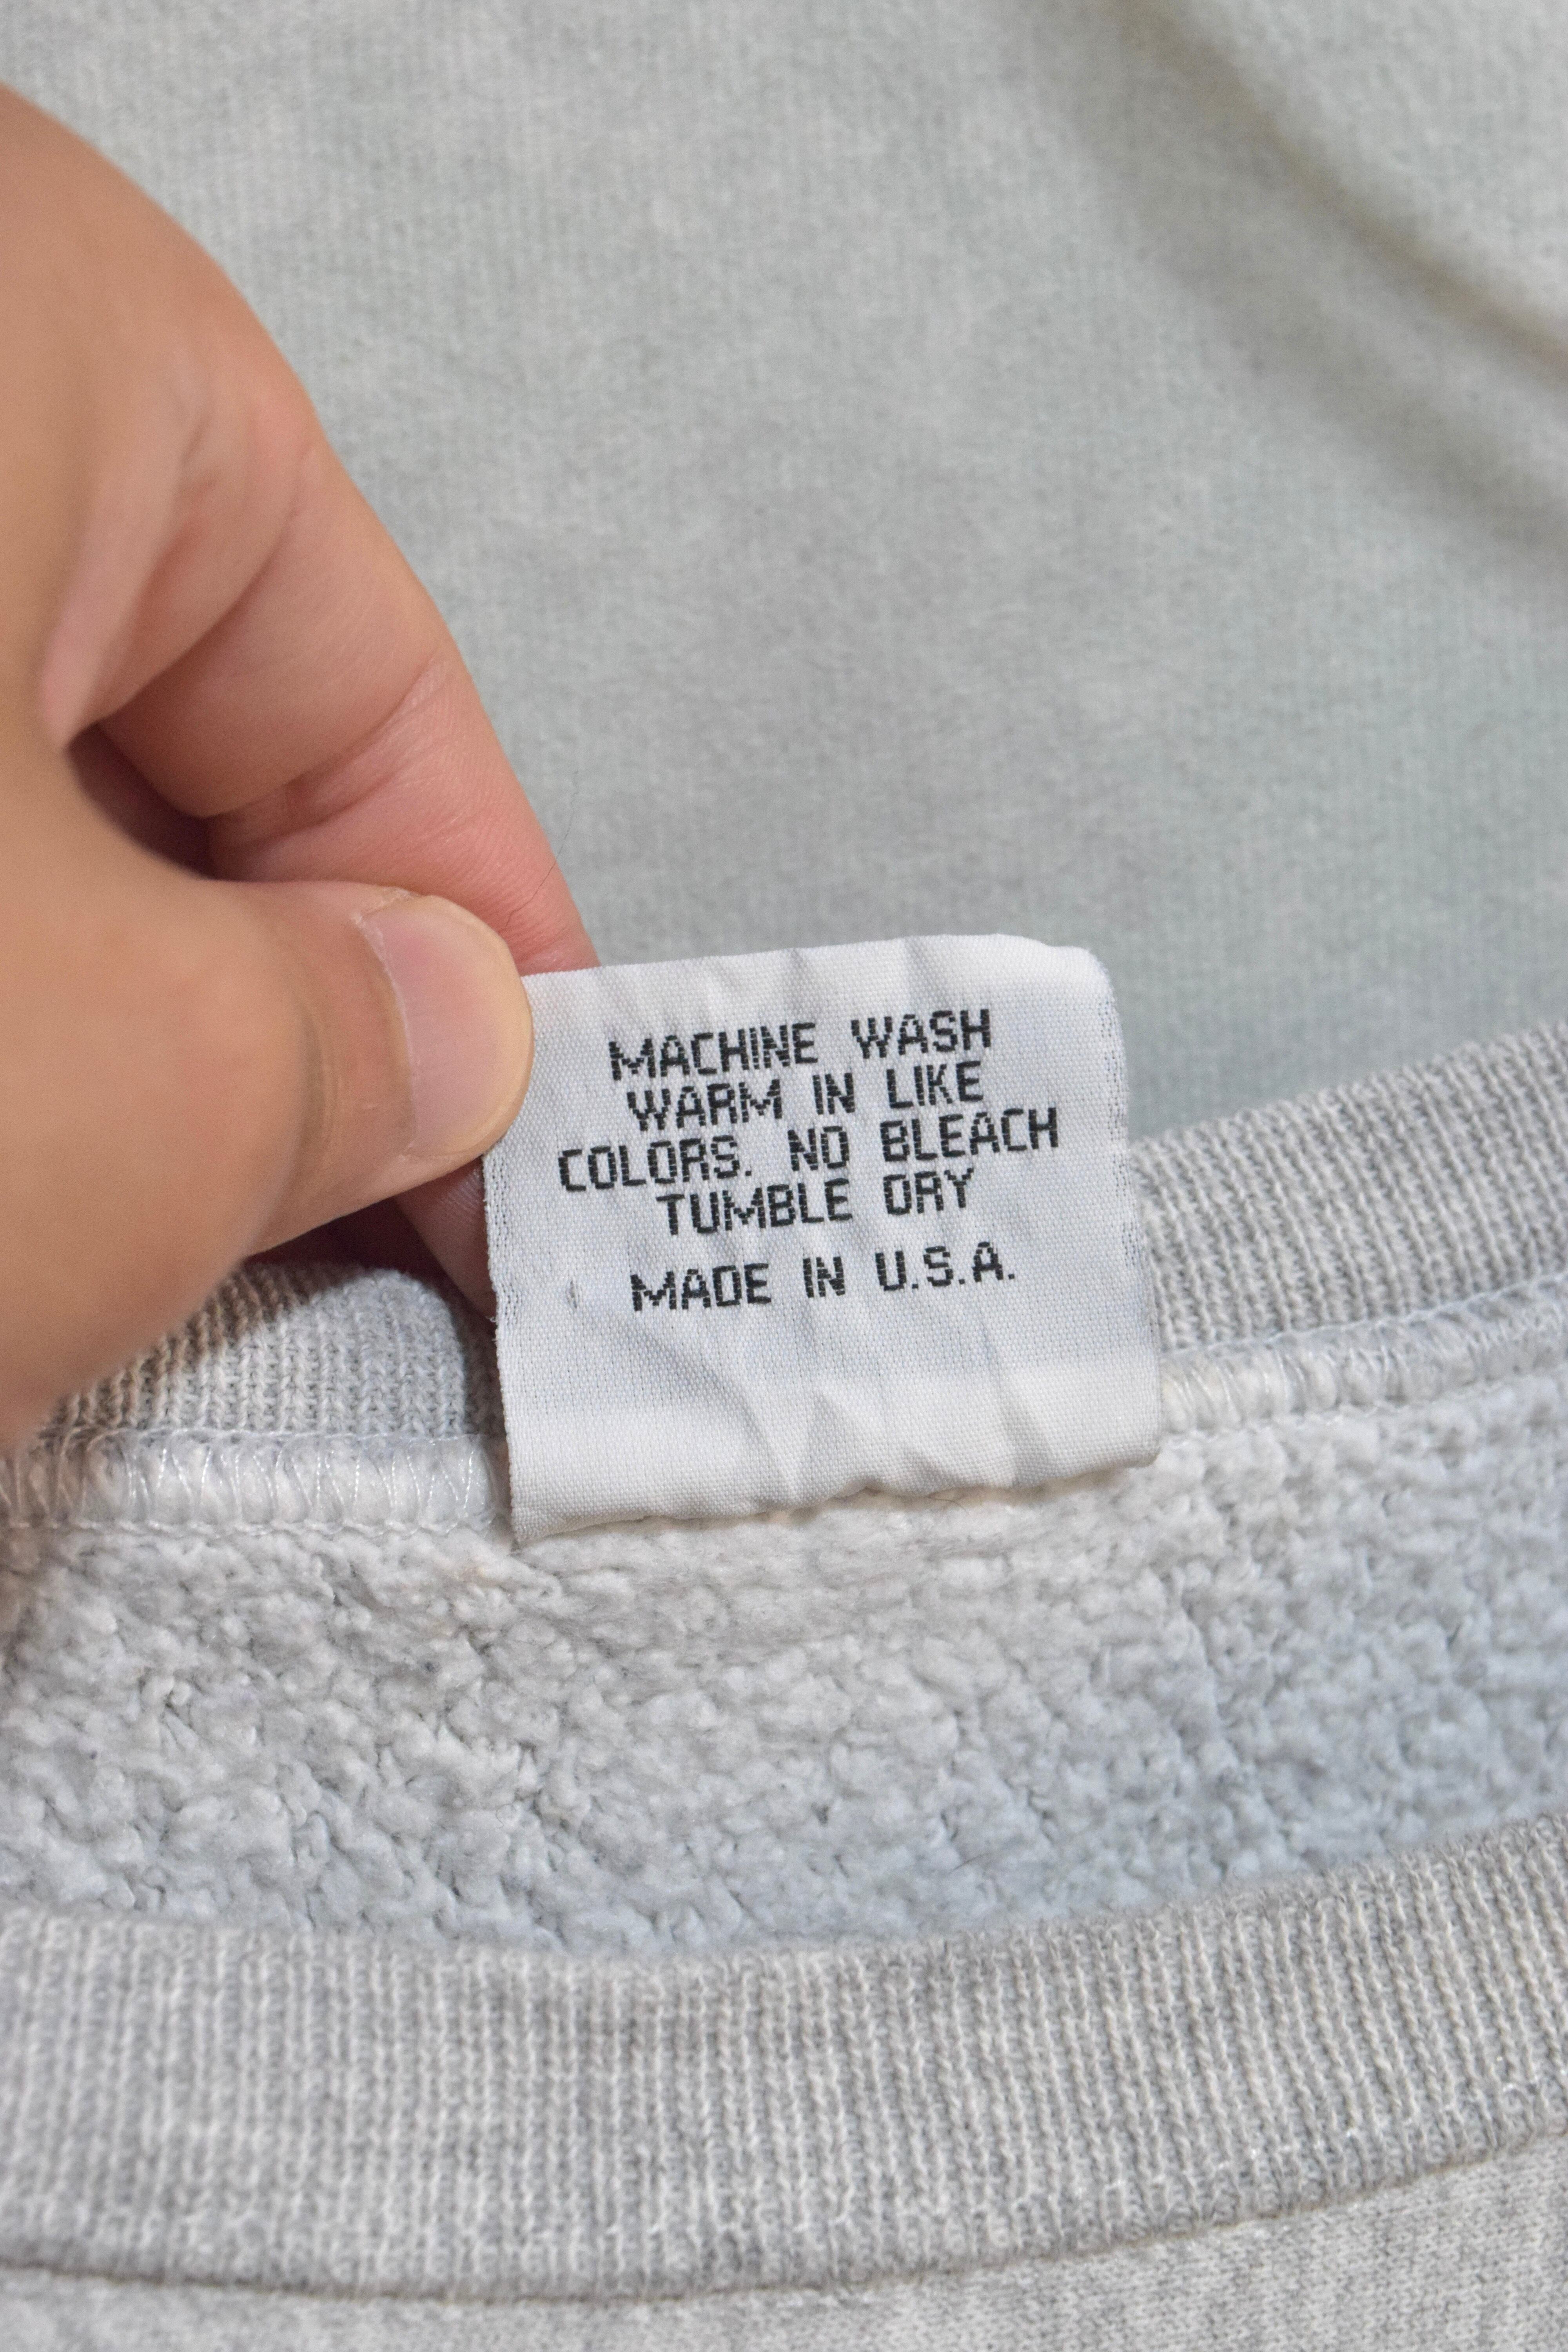 MACHINE WASH
WARM IN LIKE
COLORS. NO BLEACH
TUMBLE DRY
MADE IN U.S.A.